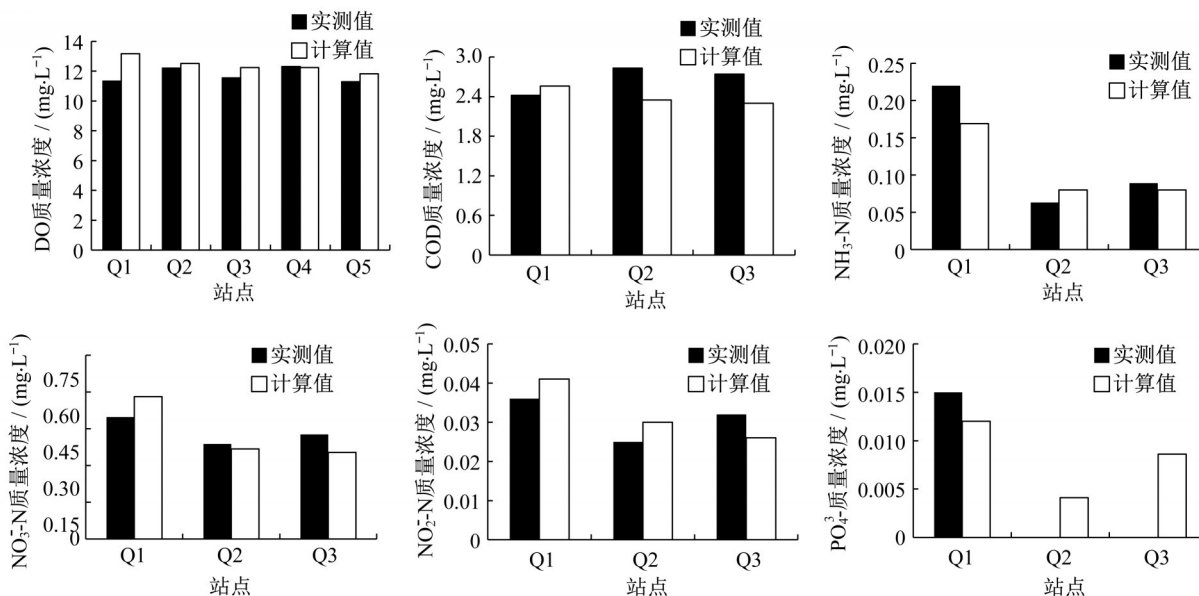 DO质量浓度 / (mg·L⁻¹)
14
12
10
8
6
4
2
0
■实测值
□计算值
Q1 Q2 Q3 Q4 Q5
站点
COD质量浓度 / (mg·L⁻¹)
3.0
2.4
1.8
1.2
0.6
0
■实测值
□计算值
Q1 Q2 Q3
站点
NH₃-N质量浓度 / (mg·L⁻¹)
0.25
0.20
0.15
0.10
0.05
0
■实测值
□计算值
Q1 Q2 Q3
站点
NO₃⁻-N质量浓度 / (mg·L⁻¹)
0.75
0.60
0.45
0.30
0.15
0
■实测值
□计算值
Q1 Q2 Q3
站点
NO₂⁻-N质量浓度 / (mg·L⁻¹)
0.05
0.04
0.03
0.02
0.01
0
■实测值
□计算值
Q1 Q2 Q3
站点
PO₄³-质量浓度 / (mg·L⁻¹)
0.020
0.015
0.010
0.005
0
■实测值
□计算值
Q1 Q2 Q3
站点